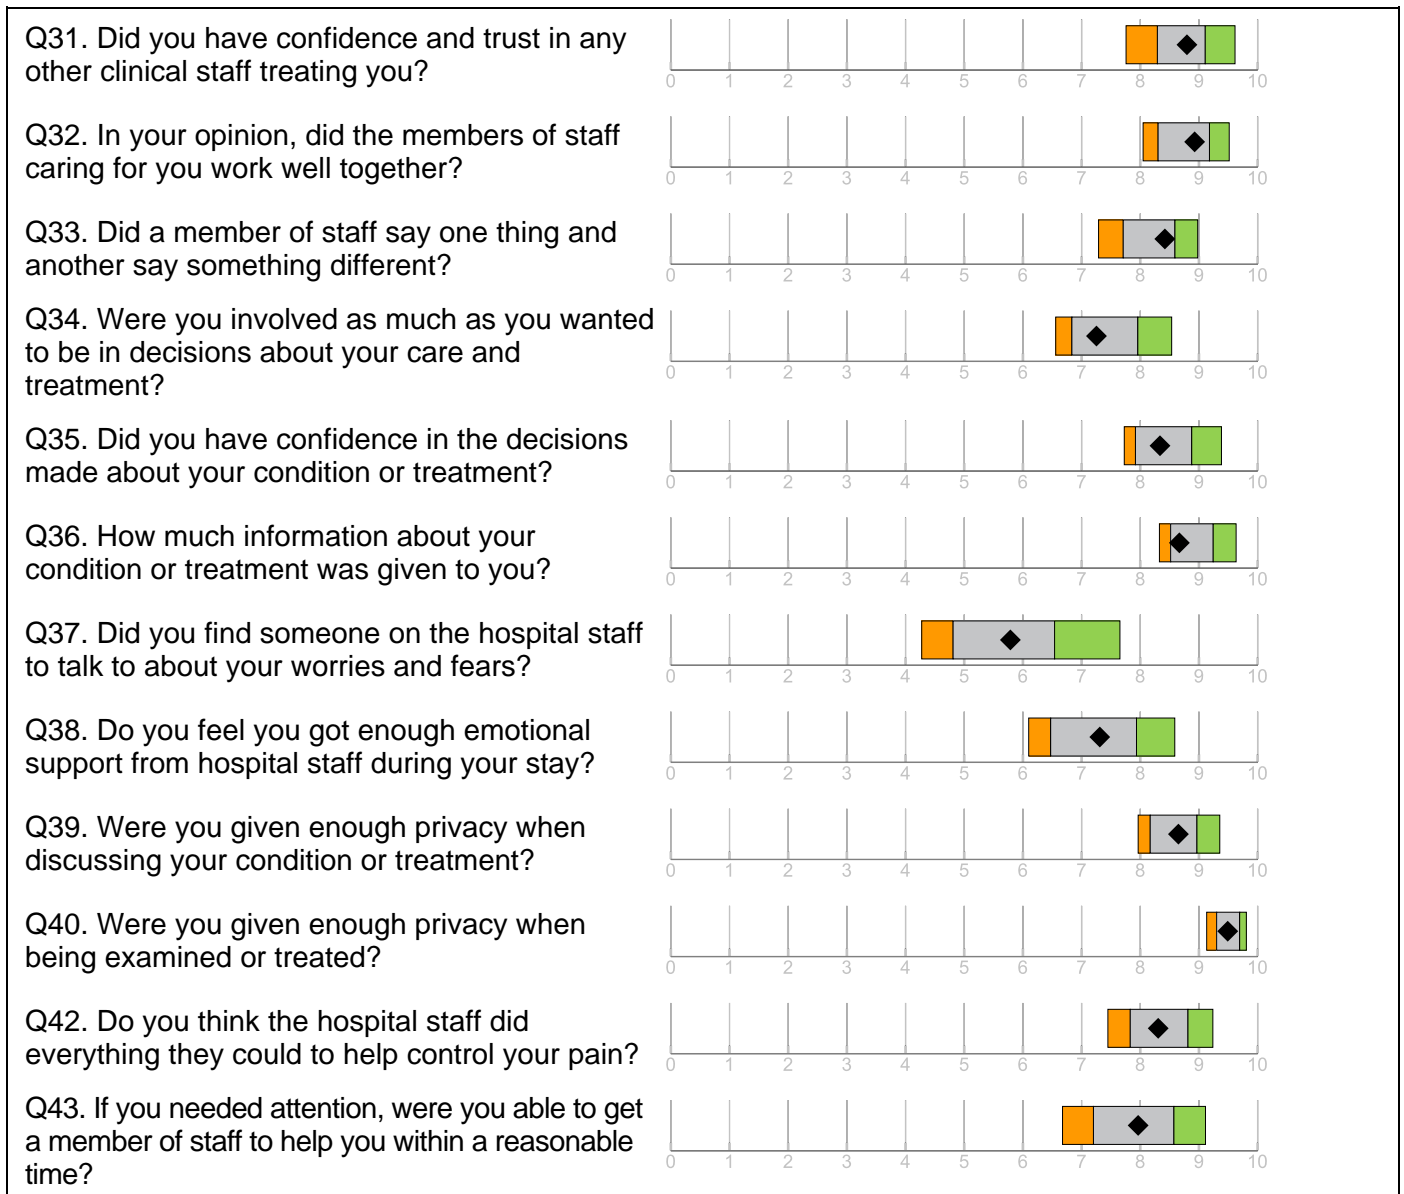 Q31. Did you have confidence and trust in any
other clinical staff treating you?
0 1 2 3 4 5 6 7 8 9 10
Q32. In your opinion, did the members of staff
caring for you work well together?
0 1 2 3 4 5 6 7 8 9 10
Q33. Did a member of staff say one thing and
another say something different?
0 1 2 3 4 5 6 7 8 9 10
Q34. Were you involved as much as you wanted
to be in decisions about your care and
treatment?
0 1 2 3 4 5 6 7 8 9 10
Q35. Did you have confidence in the decisions
made about your condition or treatment?
0 1 2 3 4 5 6 7 8 9 10
Q36. How much information about your
condition or treatment was given to you?
0 1 2 3 4 5 6 7 8 9 10
Q37. Did you find someone on the hospital staff
to talk to about your worries and fears?
0 1 2 3 4 5 6 7 8 9 10
Q38. Do you feel you got enough emotional
support from hospital staff during your stay?
0 1 2 3 4 5 6 7 8 9 10
Q39. Were you given enough privacy when
discussing your condition or treatment?
0 1 2 3 4 5 6 7 8 9 10
Q40. Were you given enough privacy when
being examined or treated?
0 1 2 3 4 5 6 7 8 9 10
Q42. Do you think the hospital staff did
everything they could to help control your pain?
0 1 2 3 4 5 6 7 8 9 10
Q43. If you needed attention, were you able to get
a member of staff to help you within a reasonable
time?
0 1 2 3 4 5 6 7 8 9 10